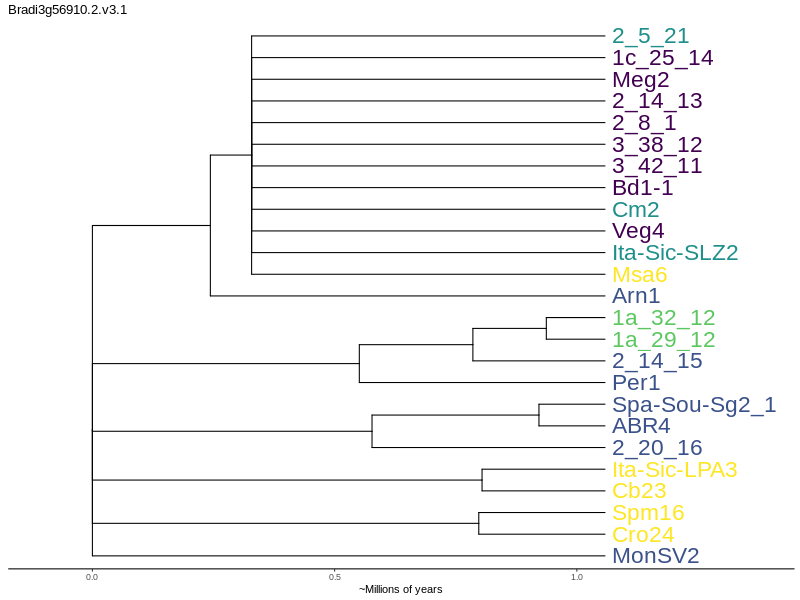 Bradi3g56910.2.v3.1
2_5_21
1c_25_14
Meg2
2_14_13
2_8_1
3_38_12
3_42_11
Bd1-1
Cm2
Veg4
Ita-Sic-SLZ2
Msa6
Arn1
1a_32_12
1a_29_12
2_14_15
Per1
Spa-Sou-Sg2_1
ABR4
2_20_16
Ita-Sic-LPA3
Cb23
Spm16
Cro24
MonSV2
0.0 0.5 1.0
~Millions of years